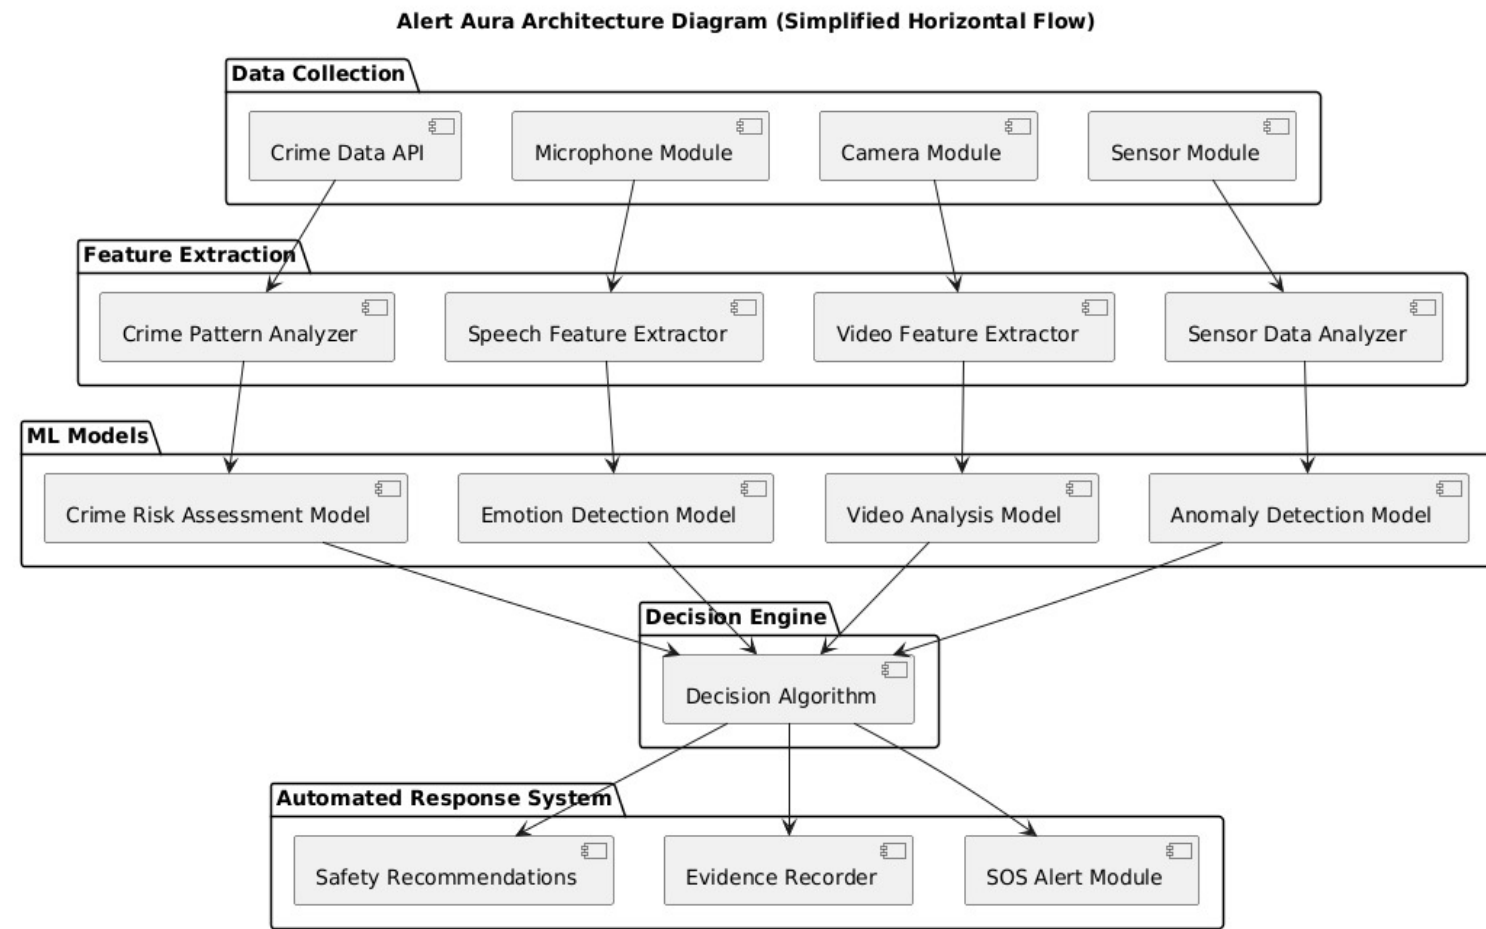 Alert Aura Architecture Diagram (Simplified Horizontal Flow)
Data Collection
Crime Data API
Microphone Module
Camera Module
Sensor Module
Feature Extraction
Crime Pattern Analyzer
Speech Feature Extractor
Video Feature Extractor
Sensor Data Analyzer
ML Models
Crime Risk Assessment Model
Emotion Detection Model
Video Analysis Model
Anomaly Detection Model
Decision Engine
Decision Algorithm
Automated Response System
Safety Recommendations
Evidence Recorder
SOS Alert Module